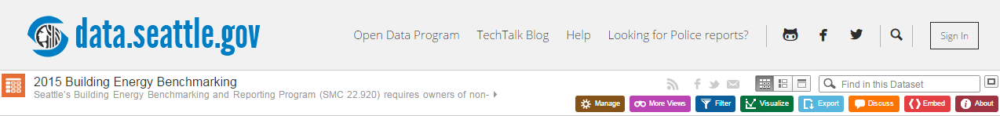 data.seattle.gov
Open Data Program TechTalk Blog Help Looking for Police reports? Sign In
2015 Building Energy Benchmarking
Find in this Dataset
Seattle's Building Energy Benchmarking and Reporting Program (SMC 22.920) requires owners of non-
Manage More Views Filter Visualize Export Discuss Embed About